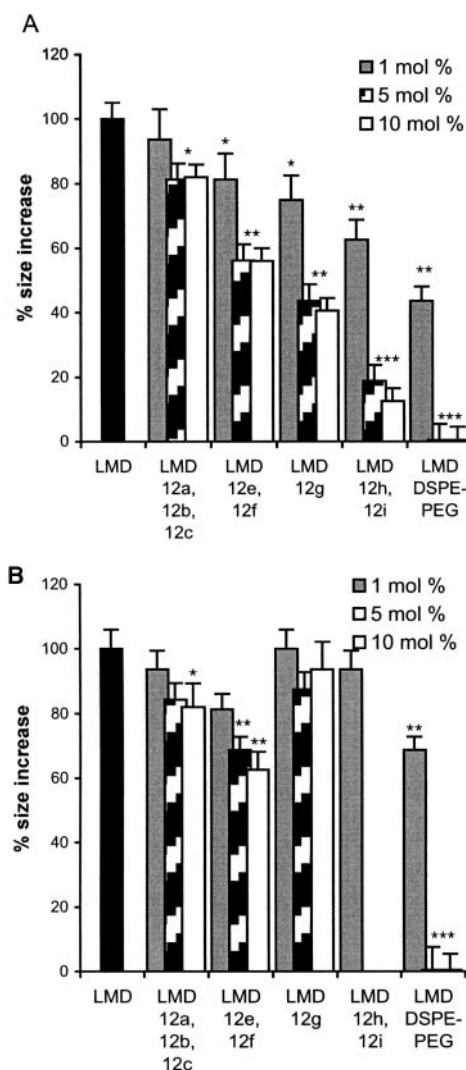 A
120
100
80
60
40
20
0
% size increase
1 mol %
5 mol %
10 mol %
*
*
**
*
**
**
***
**
***
LMD LMD LMD LMD LMD LMD
12a, 12e, 12g 12h, DSPE-
12b, 12f 12i PEG
12c
B
120
100
80
60
40
20
0
% size increase
1 mol %
5 mol %
10 mol %
*
**
**
**
***
LMD LMD LMD LMD LMD LMD
12a, 12e, 12g 12h, DSPE-
12b, 12f 12i PEG
12c